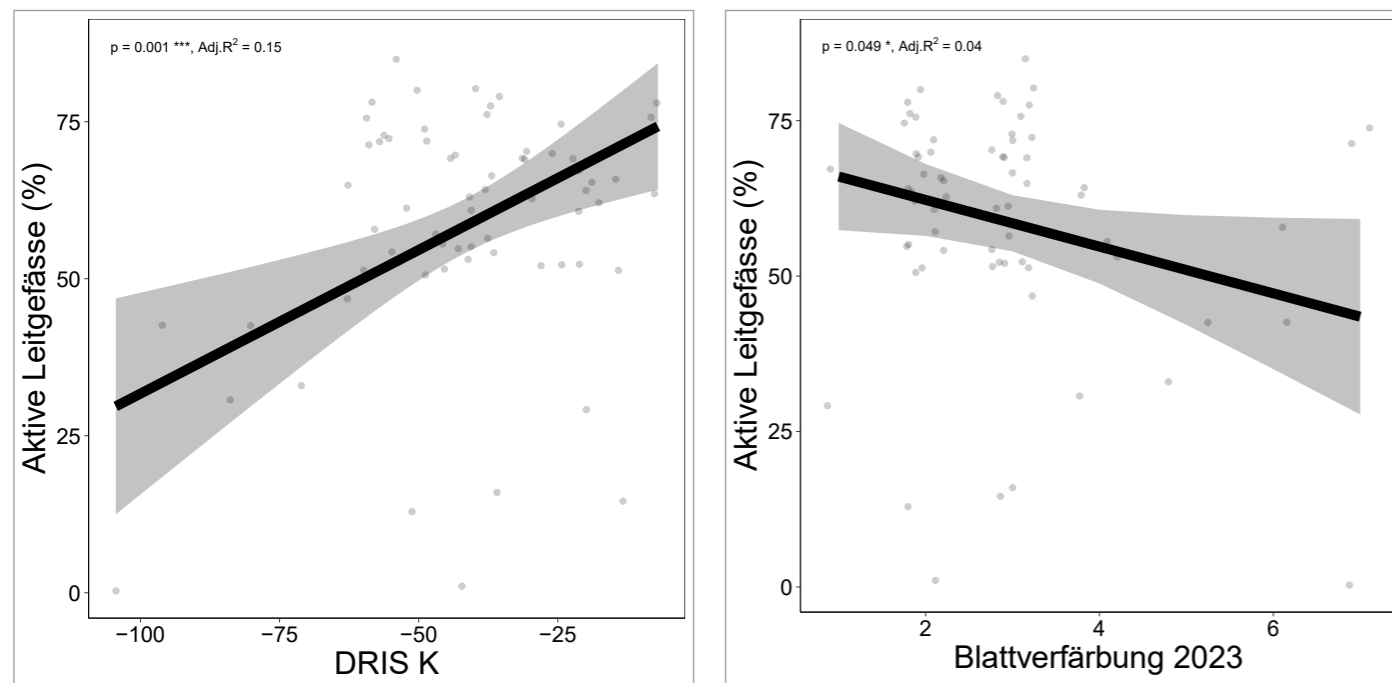 p = 0.001 ***, Adj.R² = 0.15
Aktive Leitgefässe (%)
75
50
25
0
−100 −75 −50 −25
DRIS K
p = 0.049 *, Adj.R² = 0.04
Aktive Leitgefässe (%)
75
50
25
0
2 4 6
Blattverfärbung 2023